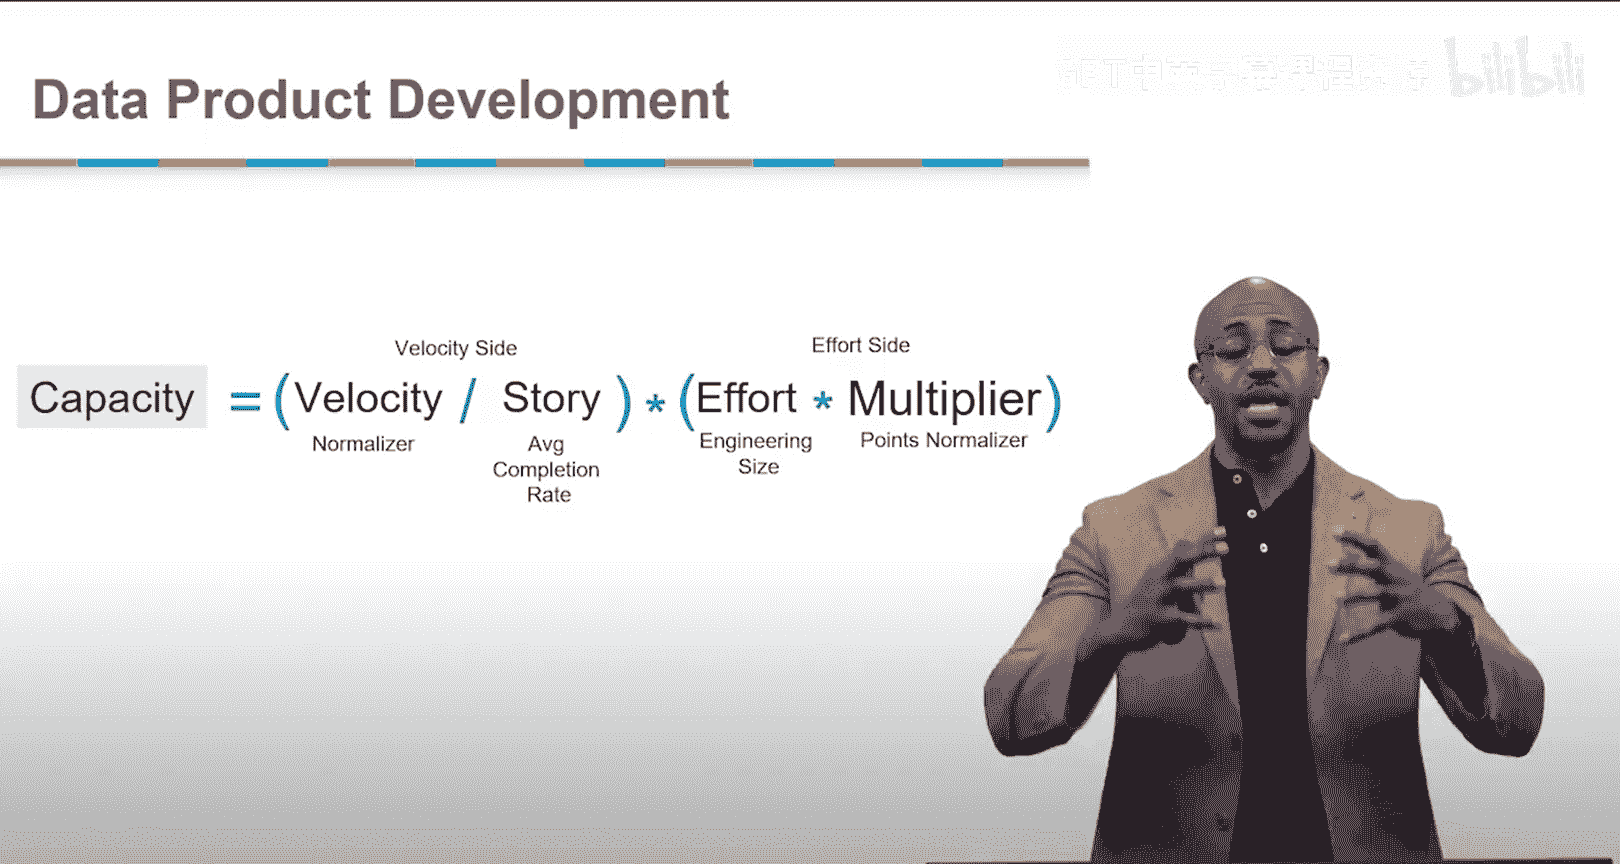 Data Product Development
bilibili
Velocity Side
Effort Side
Capacity = (Velocity / Story) * (Effort * Multiplier)
Normalizer
Avg
Completion
Rate
Engineering
Size
Points Normalizer